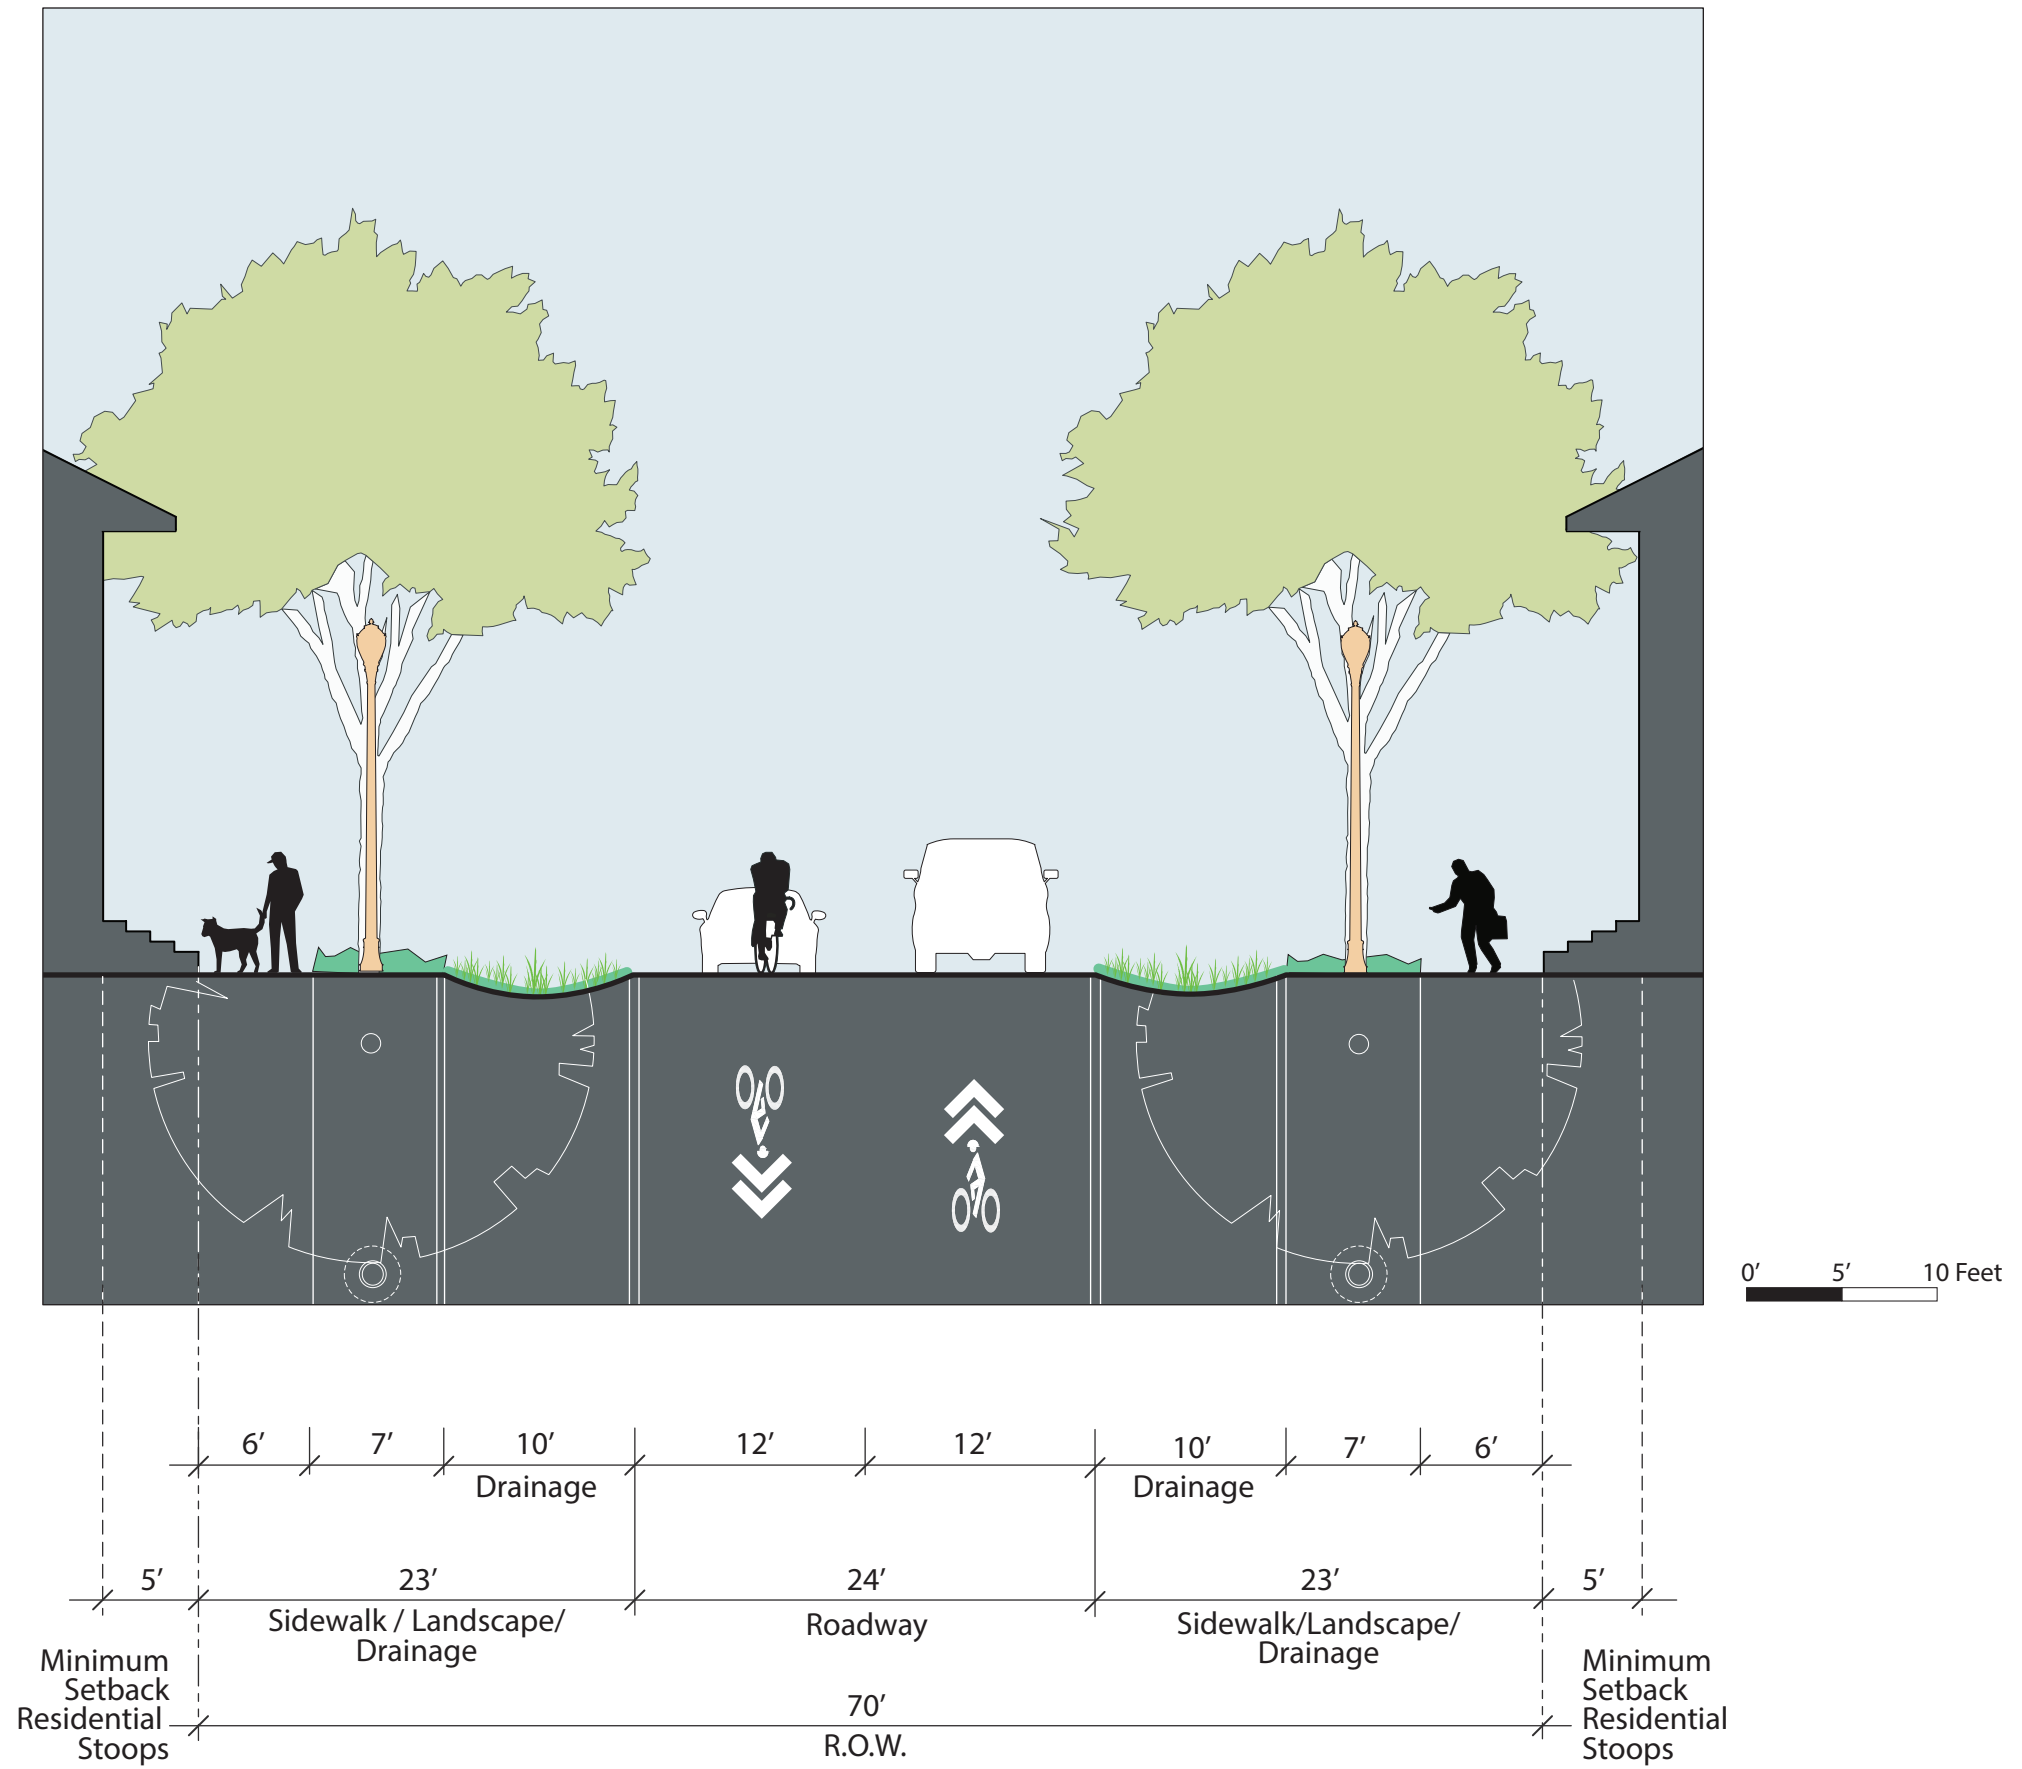 0’ 5’ 10 Feet
6’ 7’ 10’ 12’ 12’ 10’ 7’ 6’
Drainage Drainage
5’ 23’ 24’ 23’ 5’
Sidewalk / Landscape/
Drainage
Roadway
Sidewalk/Landscape/
Drainage
Minimum
Setback
Residential
Stoops
70’
R.O.W.
Minimum
Setback
Residential
Stoops